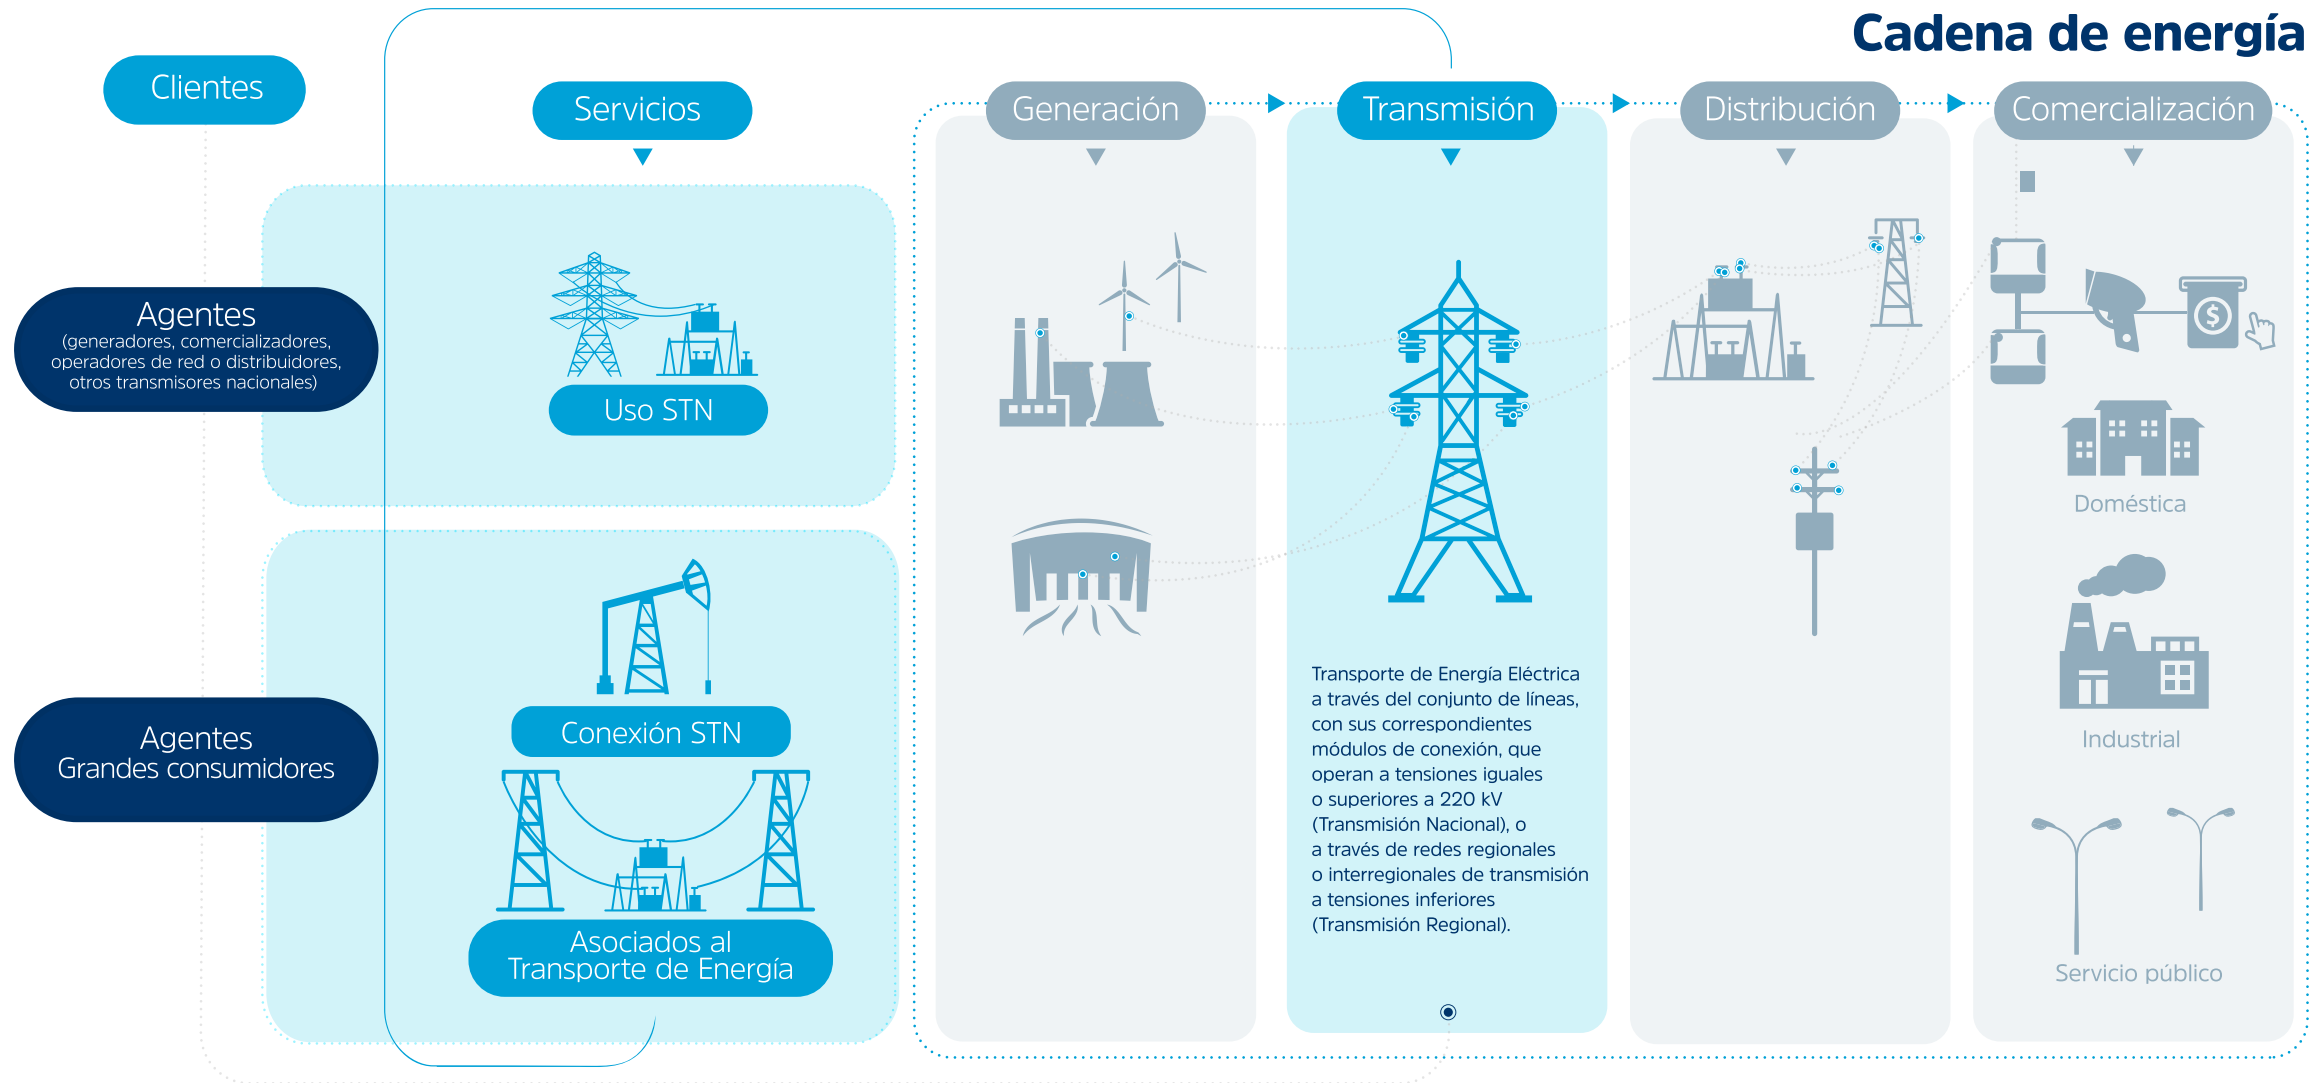 Cadena de energía
Clientes
Servicios
Generación
Transmisión
Distribución
Comercialización
Agentes
(generadores, comercializadores,
operadores de red o distribuidores,
otros transmisores nacionales)
Uso STN
Agentes
Grandes consumidores
Conexión STN
Asociados al
Transporte de Energía
Transporte de Energía Eléctrica
a través del conjunto de líneas,
con sus correspondientes
módulos de conexión, que
operan a tensiones iguales
o superiores a 220 kV
(Transmisión Nacional), o
a través de redes regionales
o interregionales de transmisión
a tensiones inferiores
(Transmisión Regional).
$
Doméstica
Industrial
Servicio público